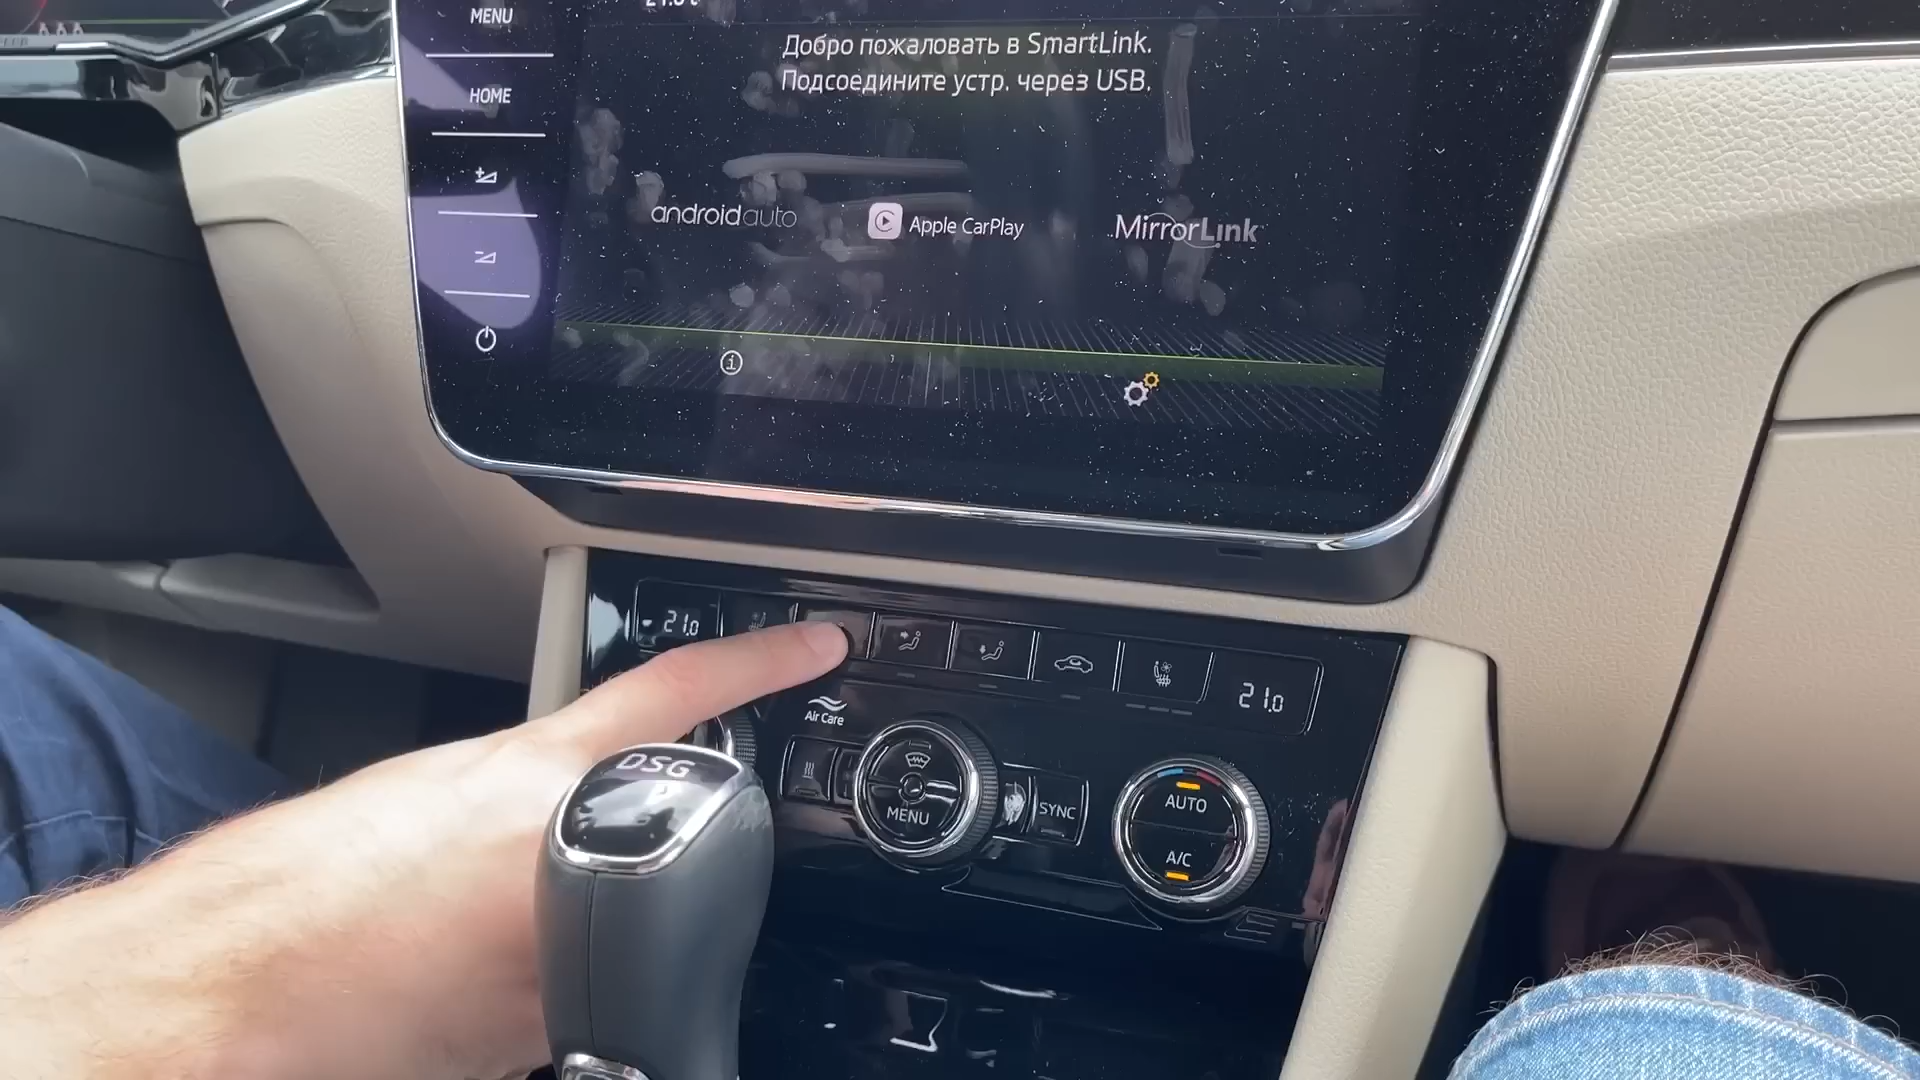 MENU
Добро пожаловать в SmartLink.
Подсоедините устр. через USB.
HOME
androidauto
Apple CarPlay
MirrorLink
21.0
21.0
Air Care
DSG
P
MENU
SYNC
AUTO
A/C